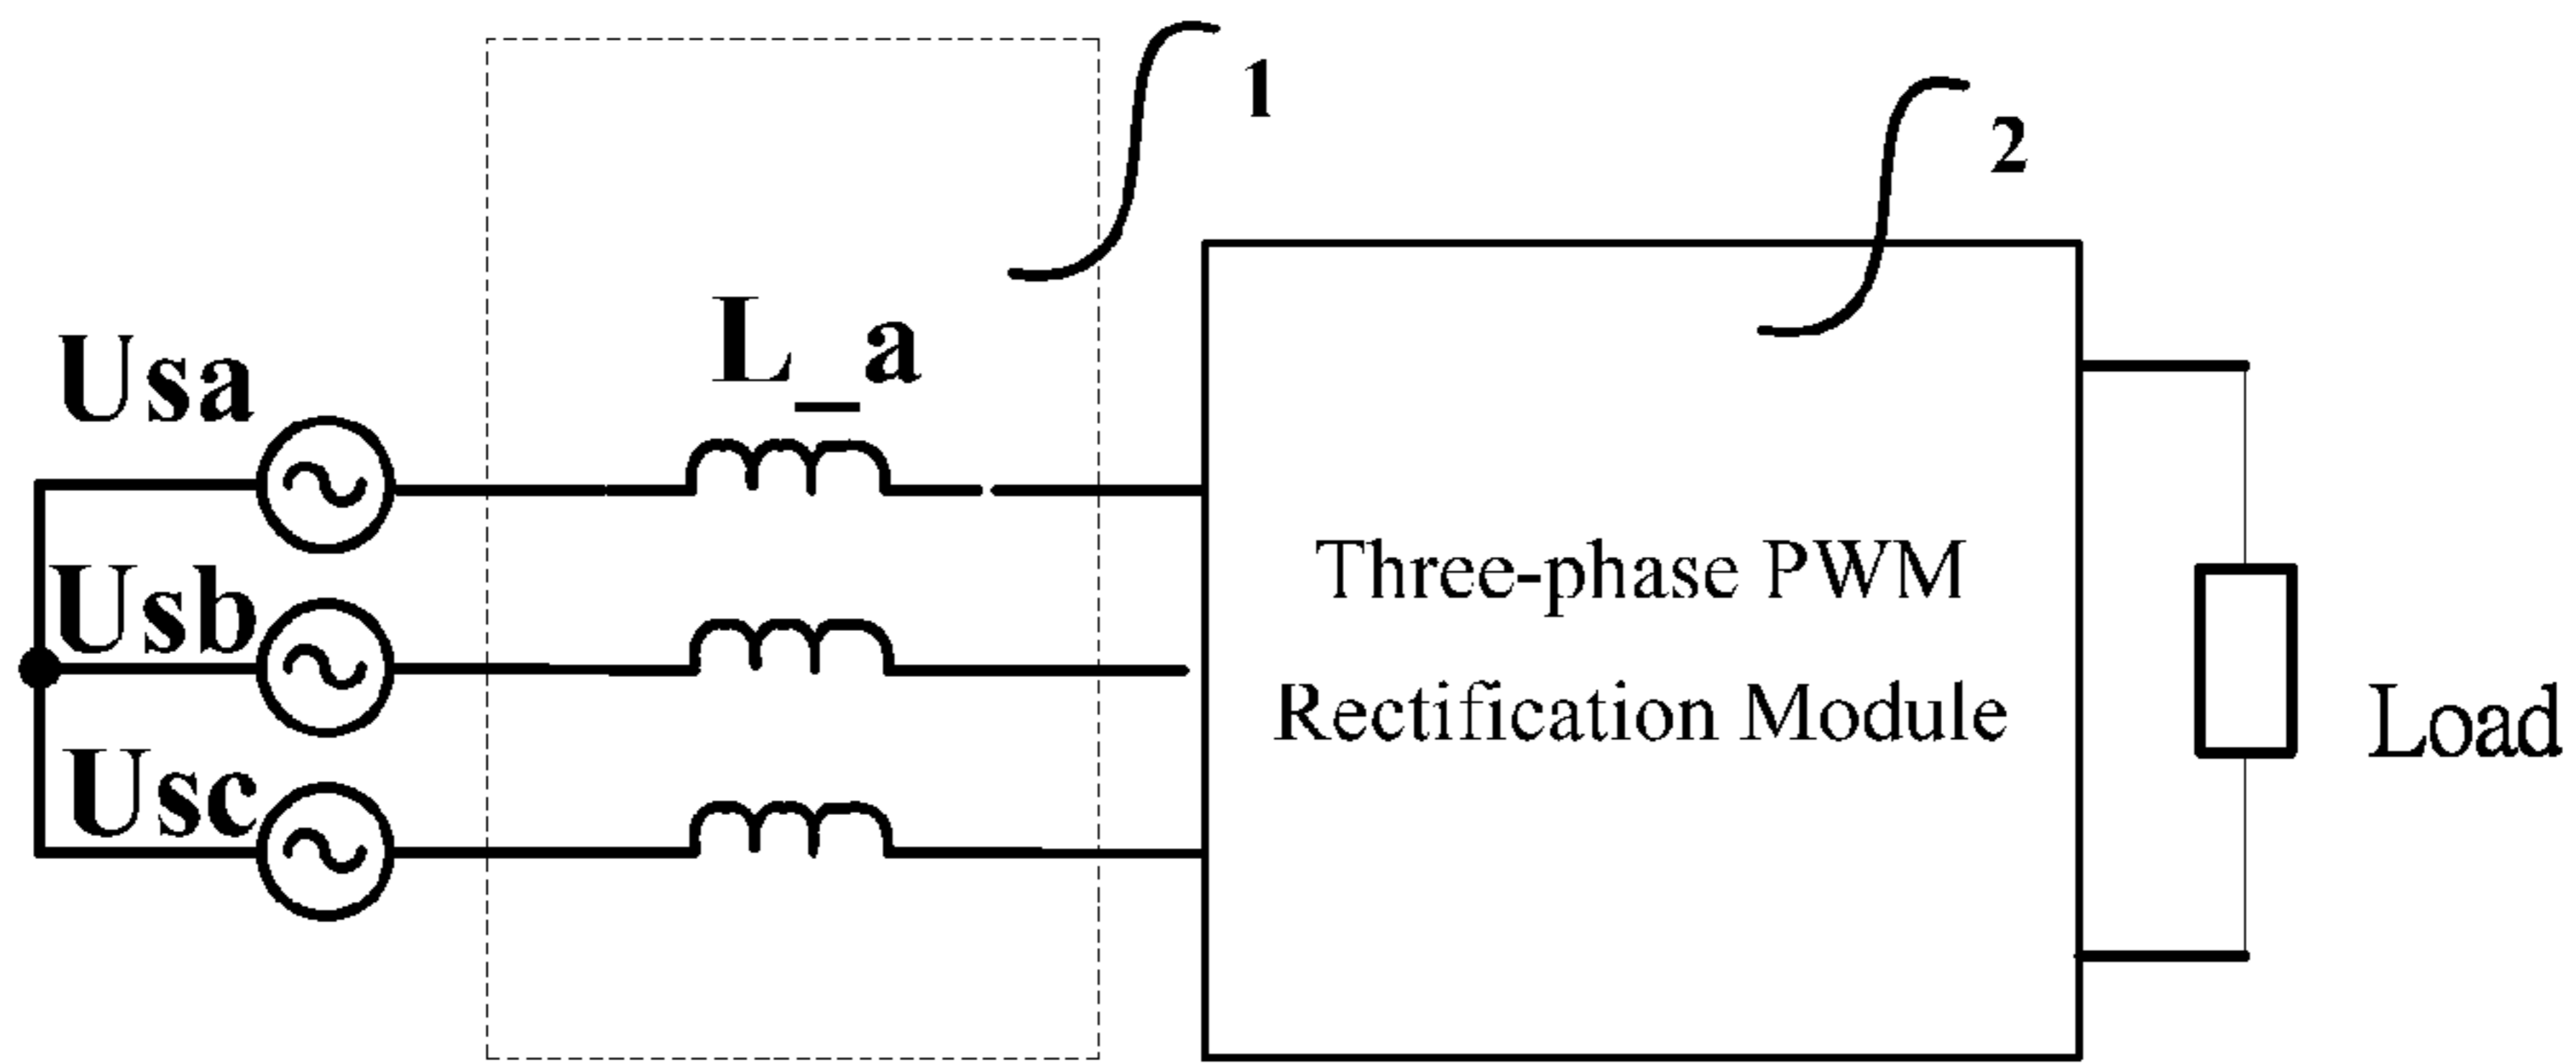 1
2
L_a
Usa
Usb
Usc
Three-phase PWM
Rectification Module
Load